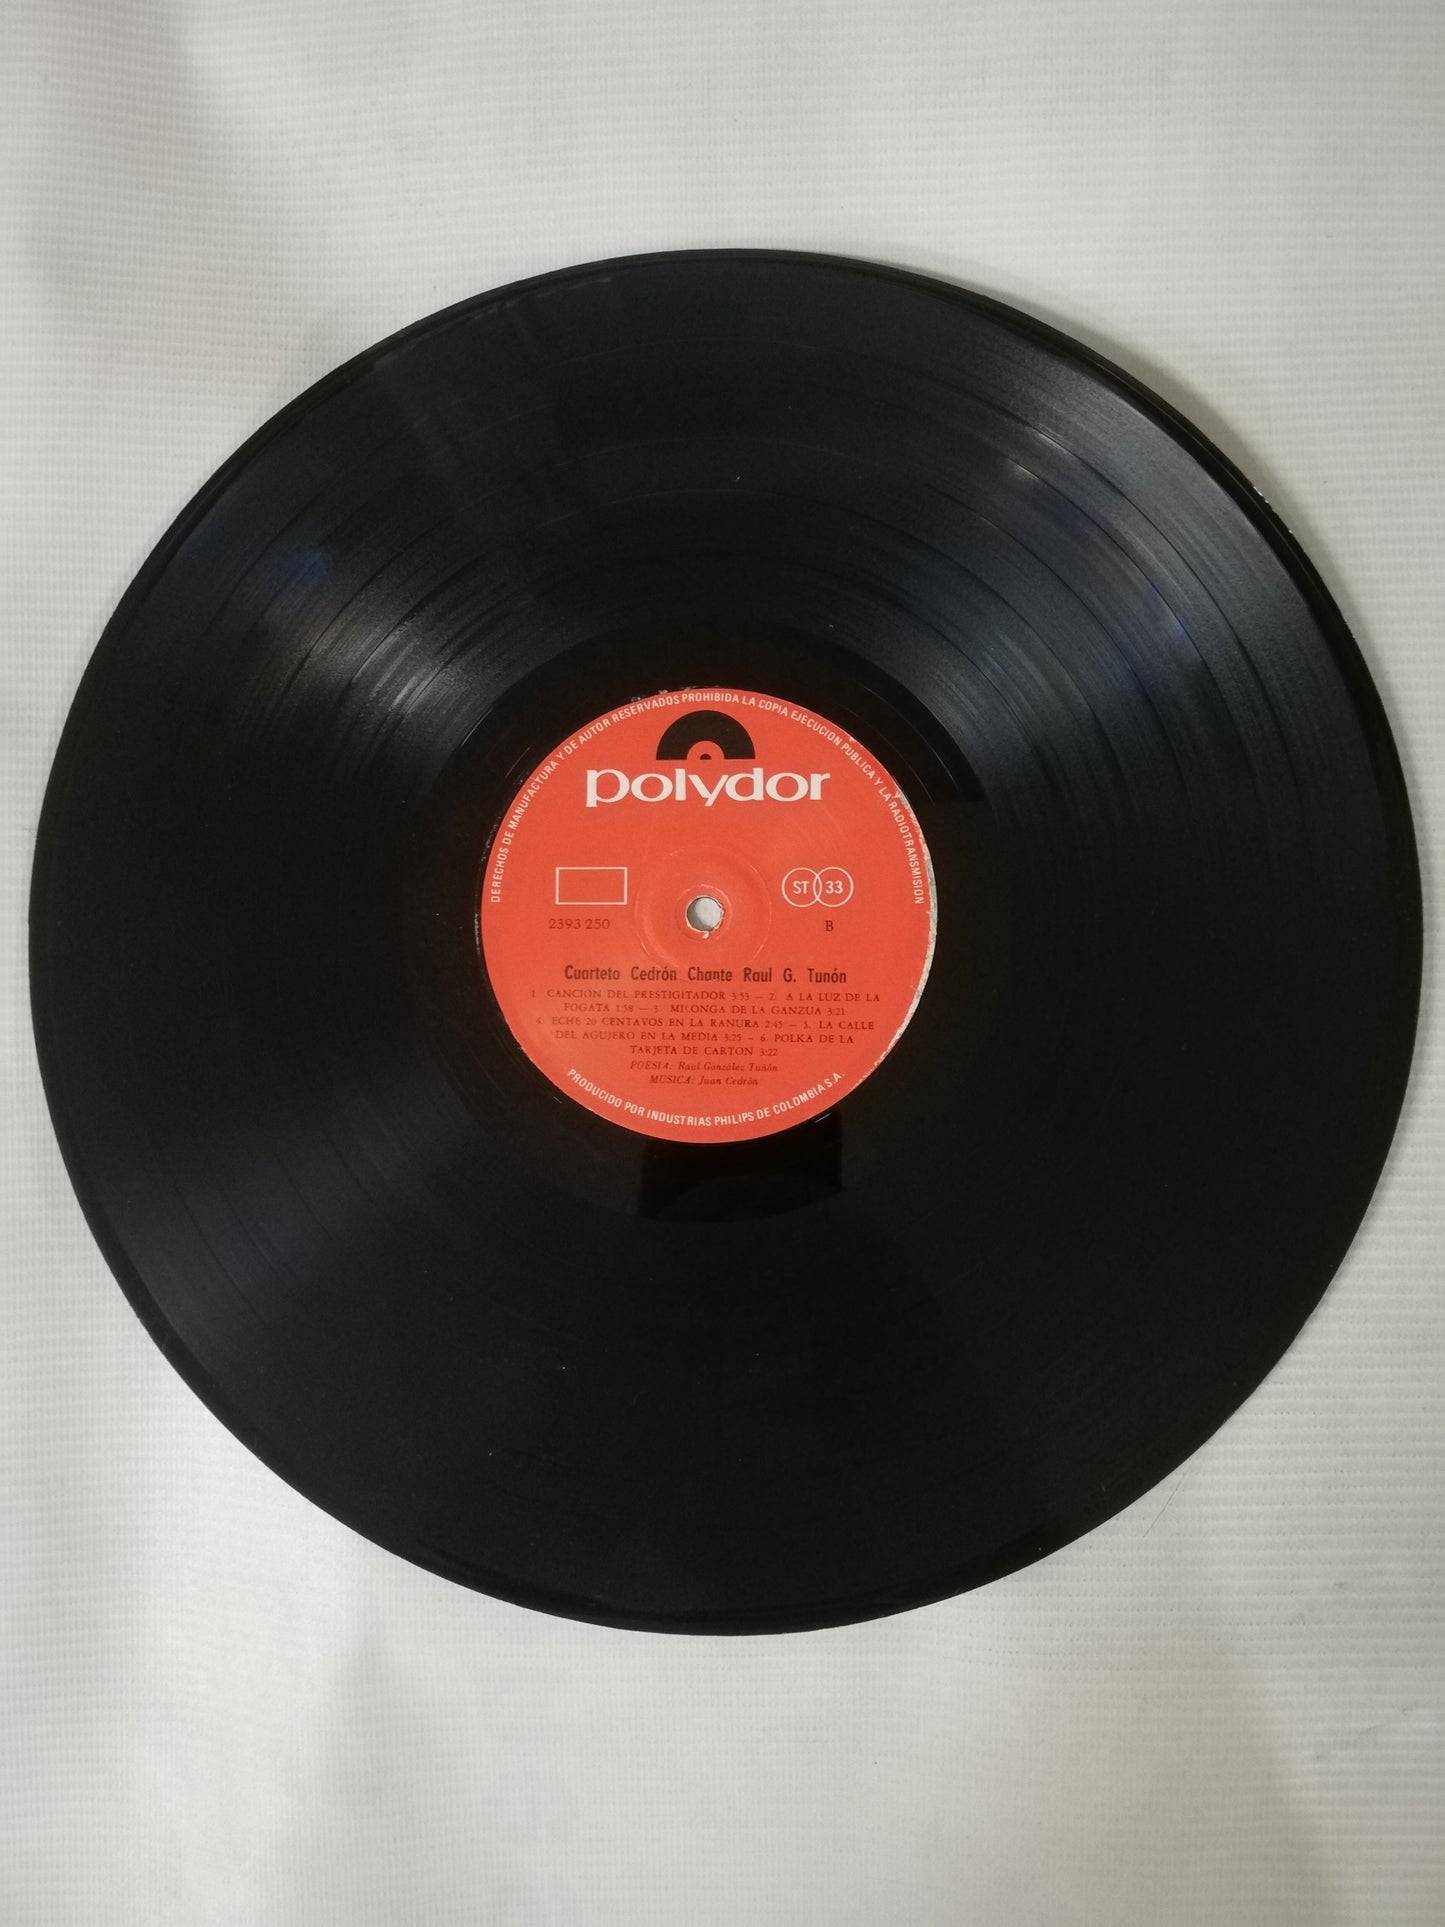 DERECHOS DE MANUFACTURA Y DE AUTOR RESERVADOS PROHIBIDA LA COPIA EJECUCION PUBLICA Y LA RADIOTRANSMISION
polydor
ST 33
2393 250
B
Cuarteto Cedrón Chante Raul G. Tunón
1. CANCION DEL PRESTIGITADOR 3:53 — 2. A LA LUZ DE LA
FOGATA 1:58 — 3. MILONGA DE LA GANZUA 3:21
4. ECHE 20 CENTAVOS EN LA RANURA 2:45 — 5. LA CALLE
DEL AGUJERO EN LA MEDIA 3:25 — 6. POLKA DE LA
TARJETA DE CARTON 3:22
POESIA: Raul González Tuñón
MUSICA: Juan Cedrón
PRODUCIDO POR INDUSTRIAS PHILIPS DE COLOMBIA S.A.